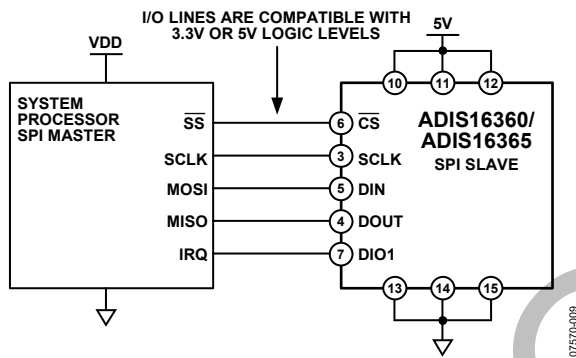 I/O LINES ARE COMPATIBLE WITH
3.3V OR 5V LOGIC LEVELS
VDD
5V
10
11
12
SYSTEM
PROCESSOR
SPI MASTER
ADIS16360/
ADIS16365
SPI SLAVE
SS
6
CS
SCLK
3
SCLK
MOSI
5
DIN
MISO
4
DOUT
IRQ
7
DIO1
13
14
15
07570-009